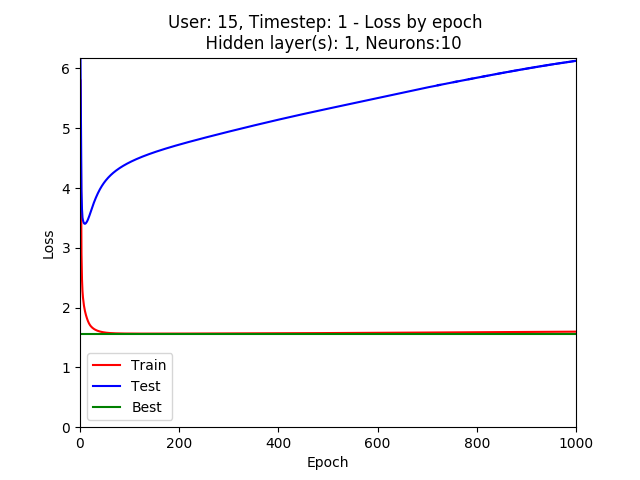 User: 15, Timestep: 1 - Loss by epoch
Hidden layer(s): 1, Neurons:10
6
5
4
3
2
1
0
Loss
Train
Test
Best
0 200 400 600 800 1000
Epoch